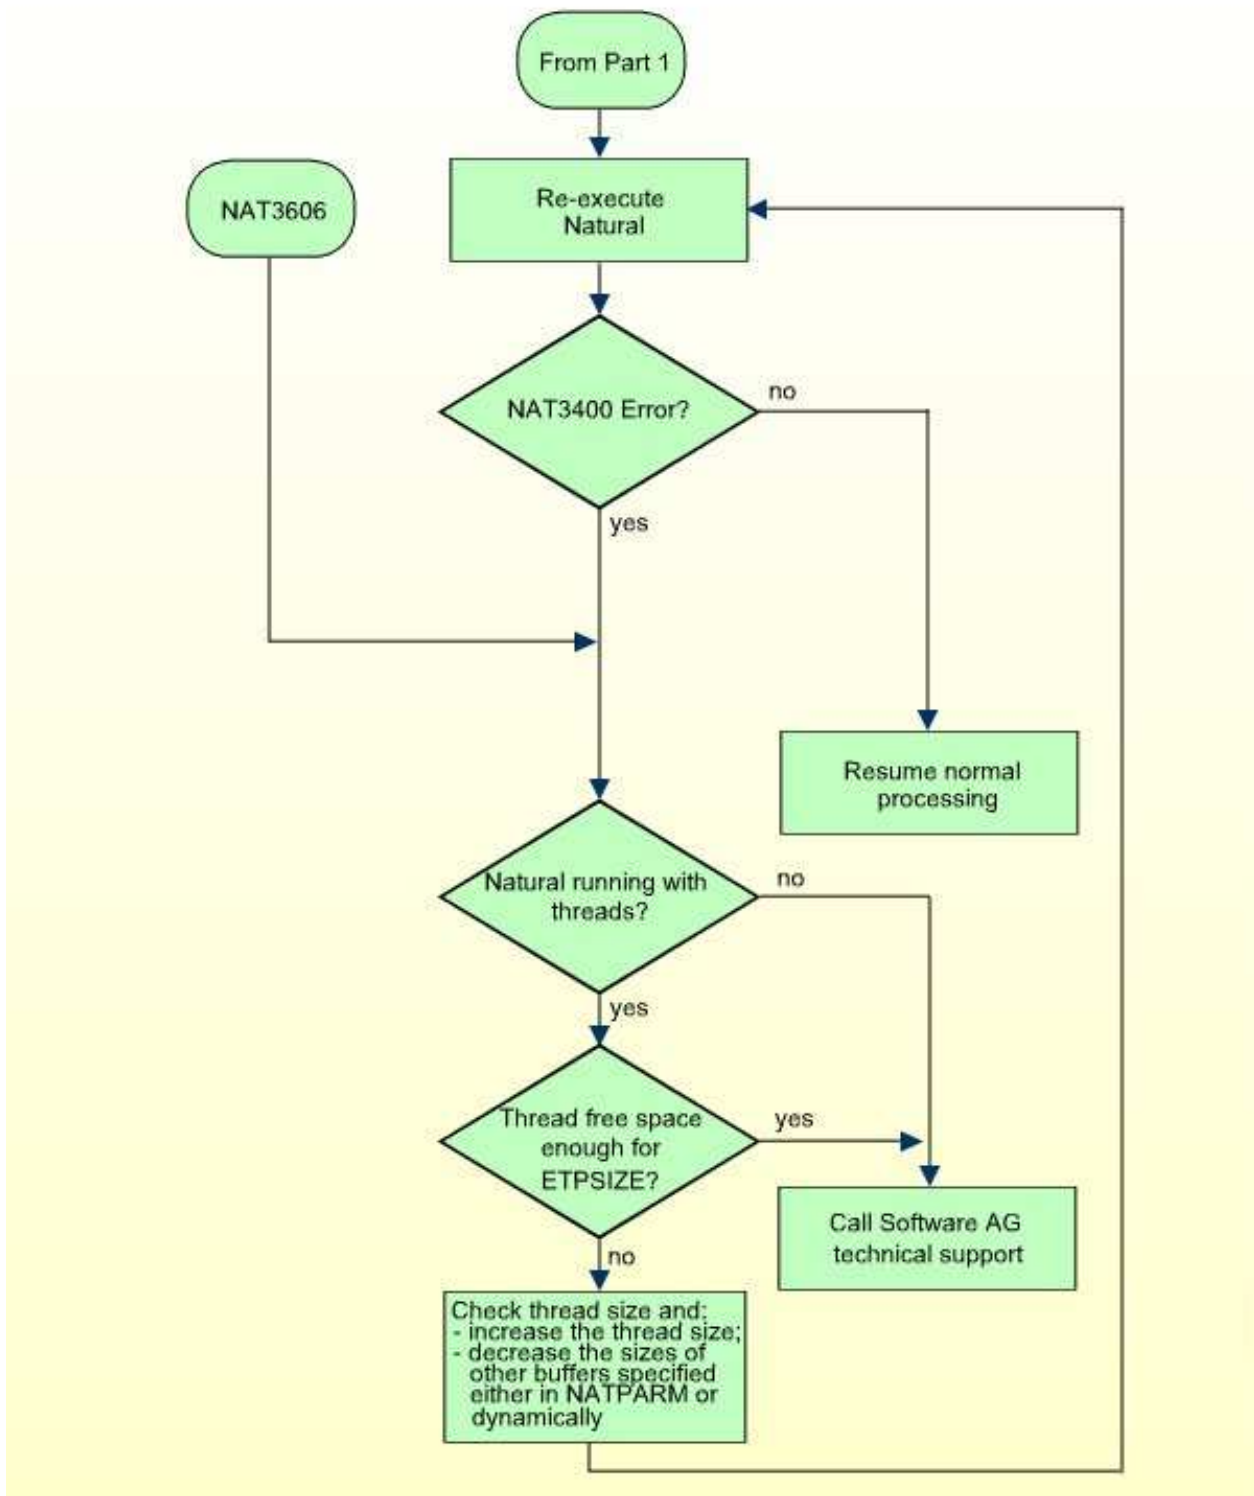 From Part 1
NAT3606
Re-execute
Natural
NAT3400 Error?
no
yes
Resume normal
processing
Natural running with
threads?
no
yes
Thread free space
enough for
ETPSIZE?
yes
no
Call Software AG
technical support
Check thread size and:
- increase the thread size;
- decrease the sizes of
other buffers specified
either in NATPARM or
dynamically